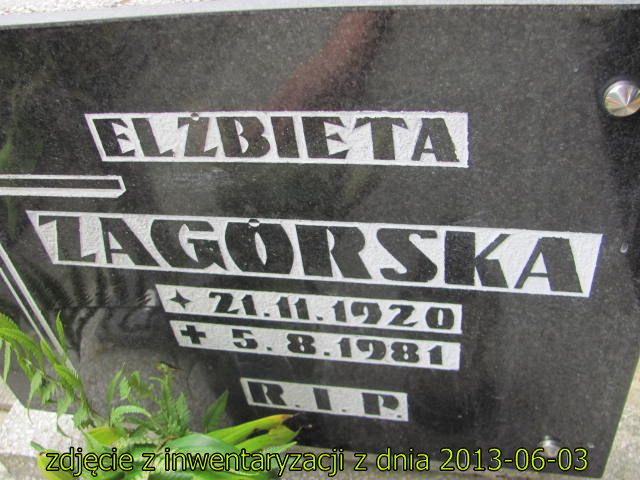 ELŻBIETA
ZAGÓRSKA
✦ 21.11.1920
✝ 5.8.1981
R.I.P.
zdjęcie z inwentaryzacji z dnia 2013-06-03